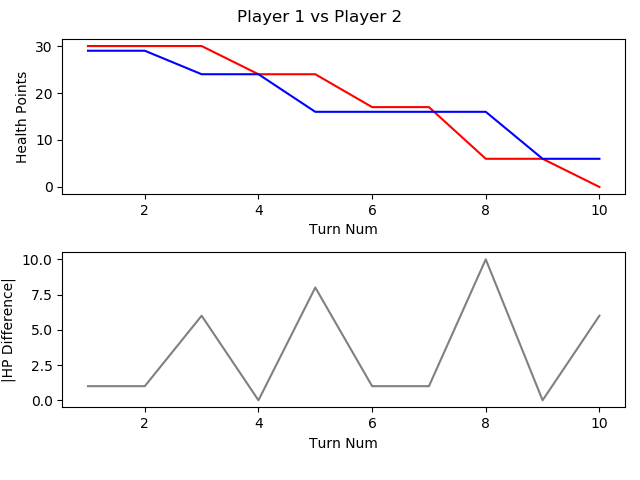 Player 1 vs Player 2
Health Points
30
20
10
0
2 4 6 8 10
Turn Num
|HP Difference|
10.0
7.5
5.0
2.5
0.0
2 4 6 8 10
Turn Num